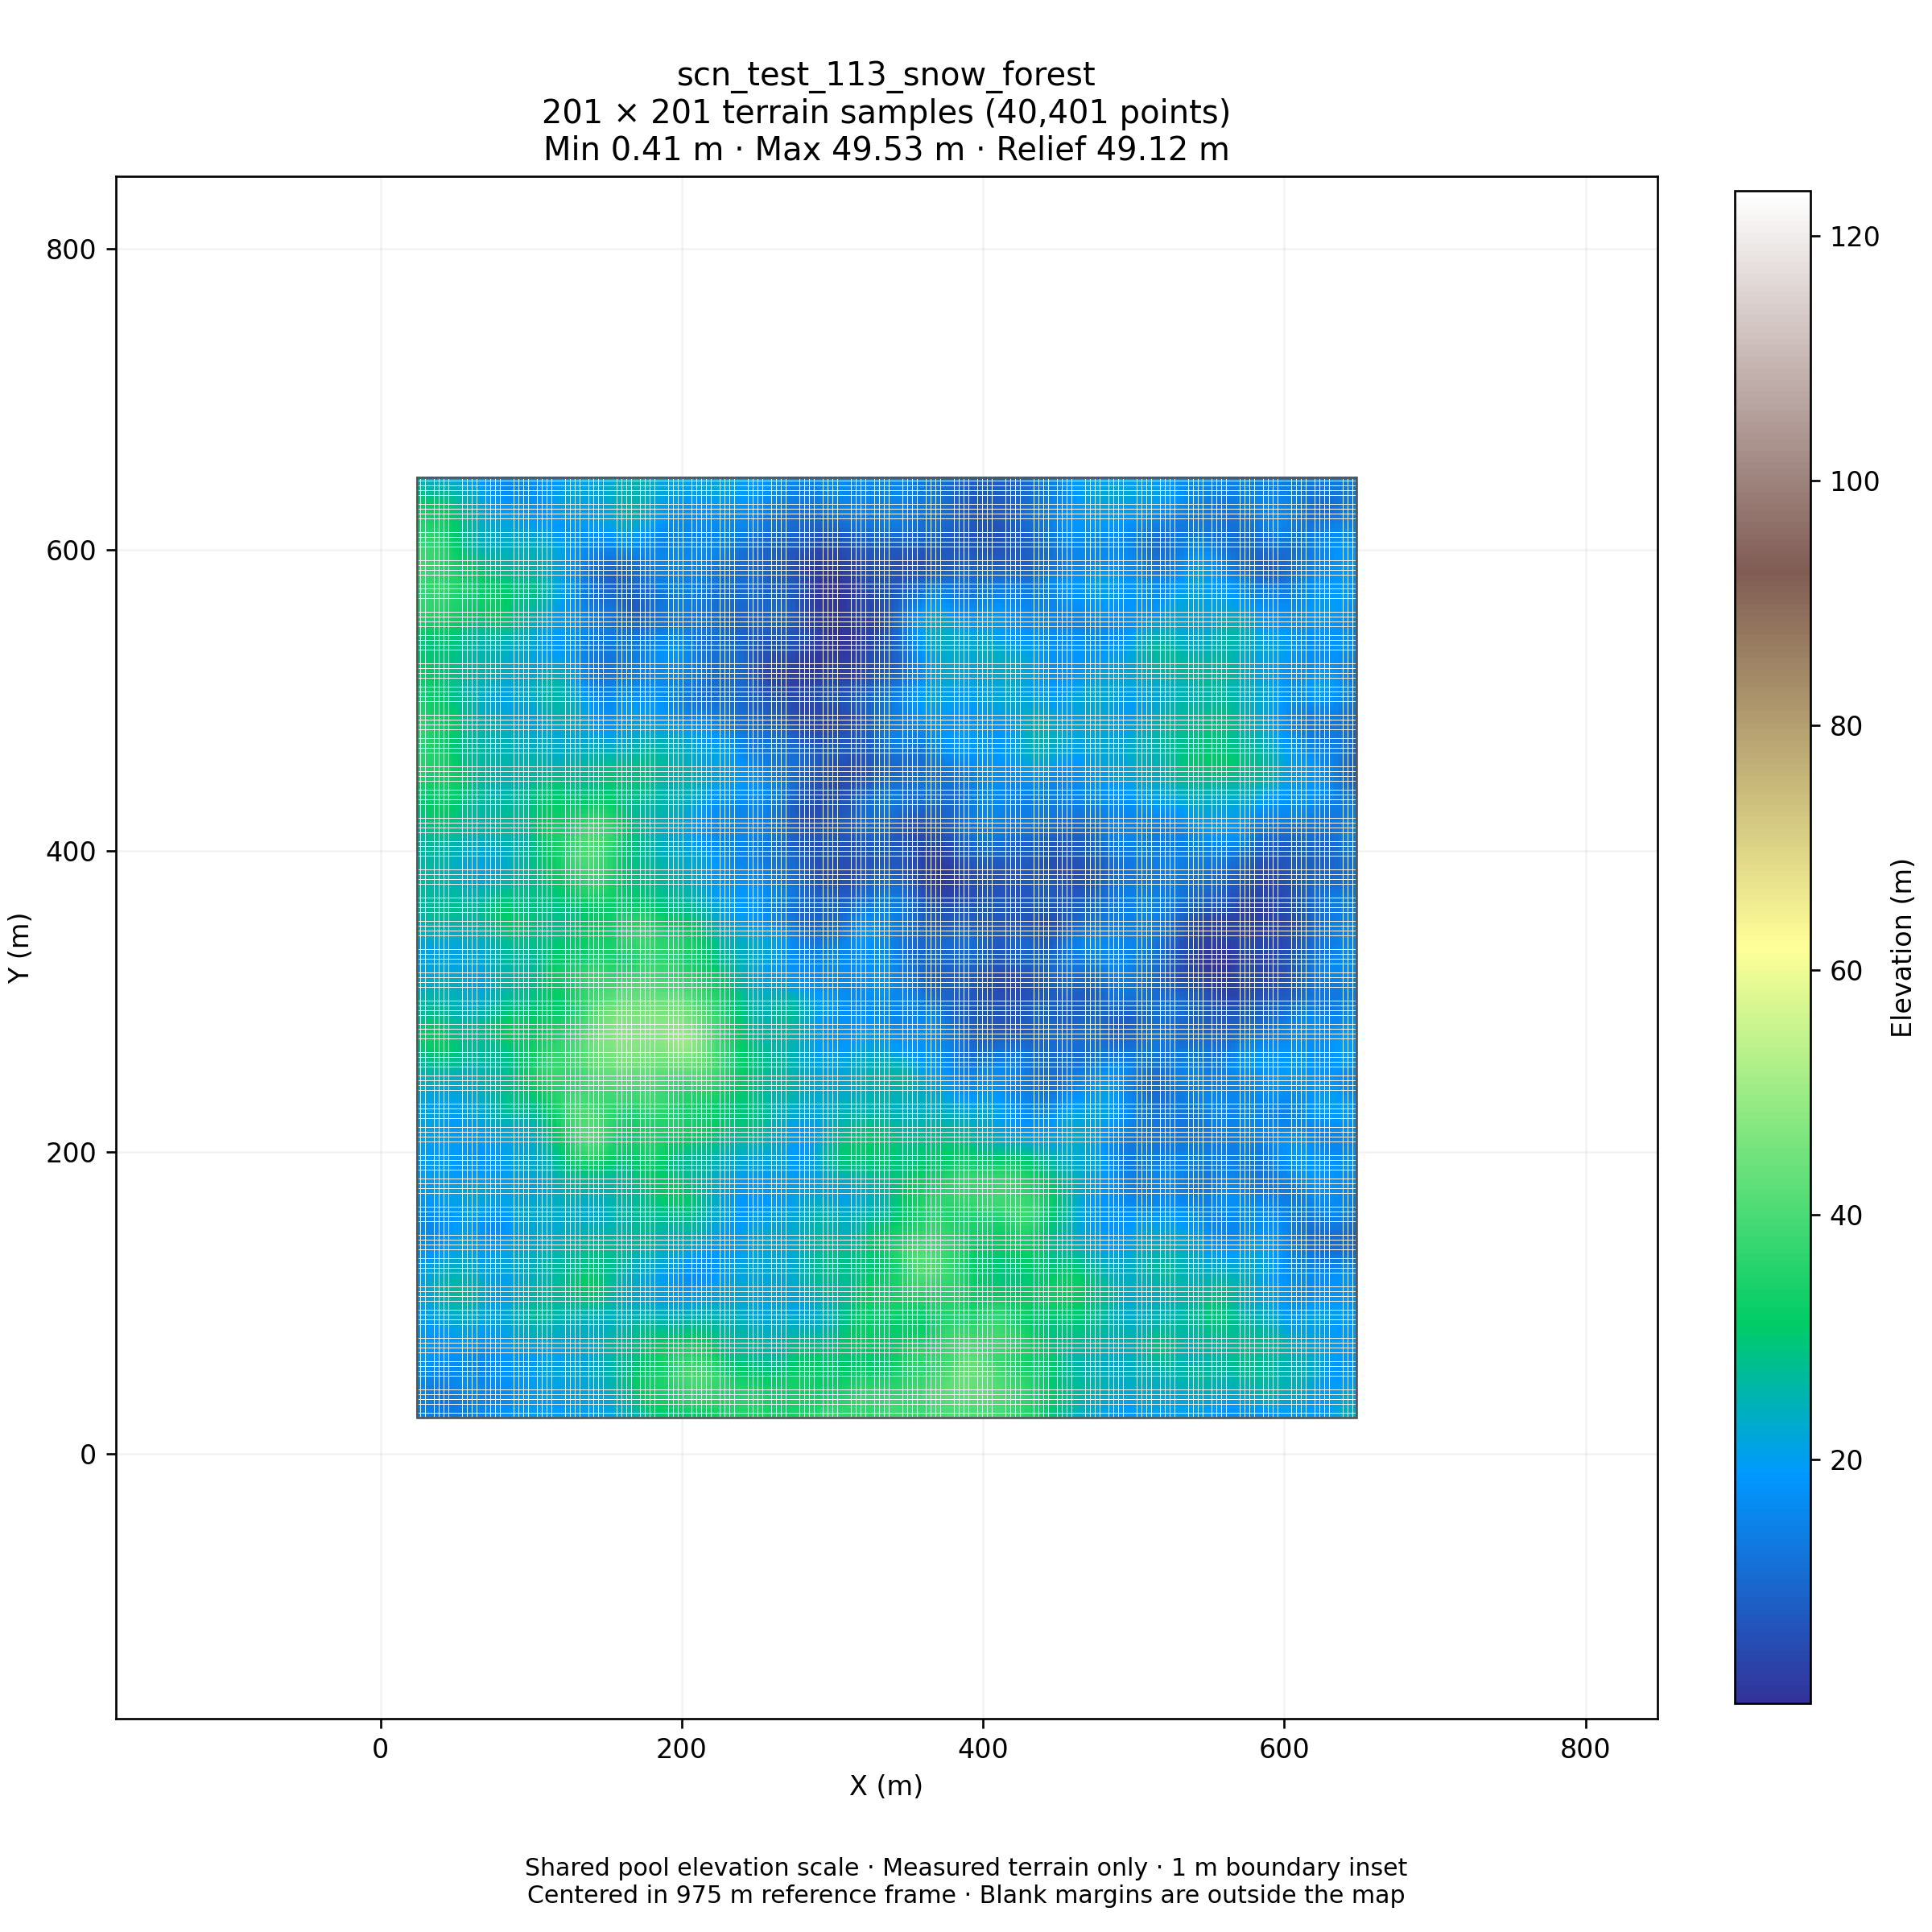 scn_test_113_snow_forest
201 × 201 terrain samples (40,401 points)
Min 0.41 m · Max 49.53 m · Relief 49.12 m
800
600
400
200
0
Y (m)
0
200
400
600
800
X (m)
120
100
80
60
40
20
Elevation (m)
Shared pool elevation scale · Measured terrain only · 1 m boundary inset
Centered in 975 m reference frame · Blank margins are outside the map